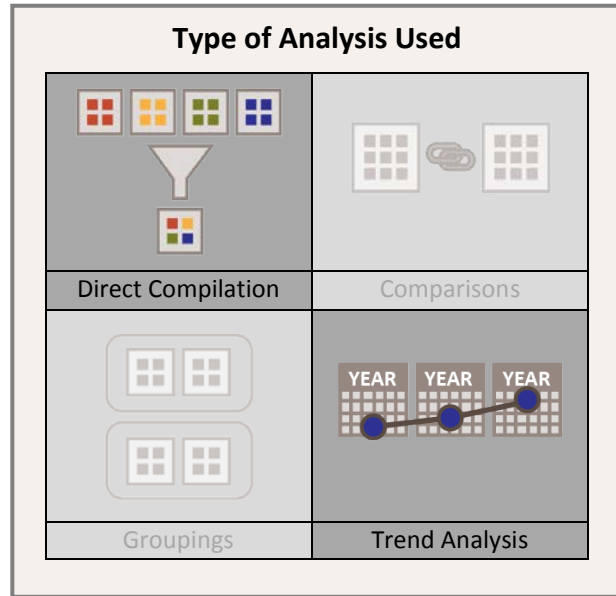 Type of Analysis Used
Direct Compilation
Comparisons
YEAR YEAR YEAR
Groupings
Trend Analysis